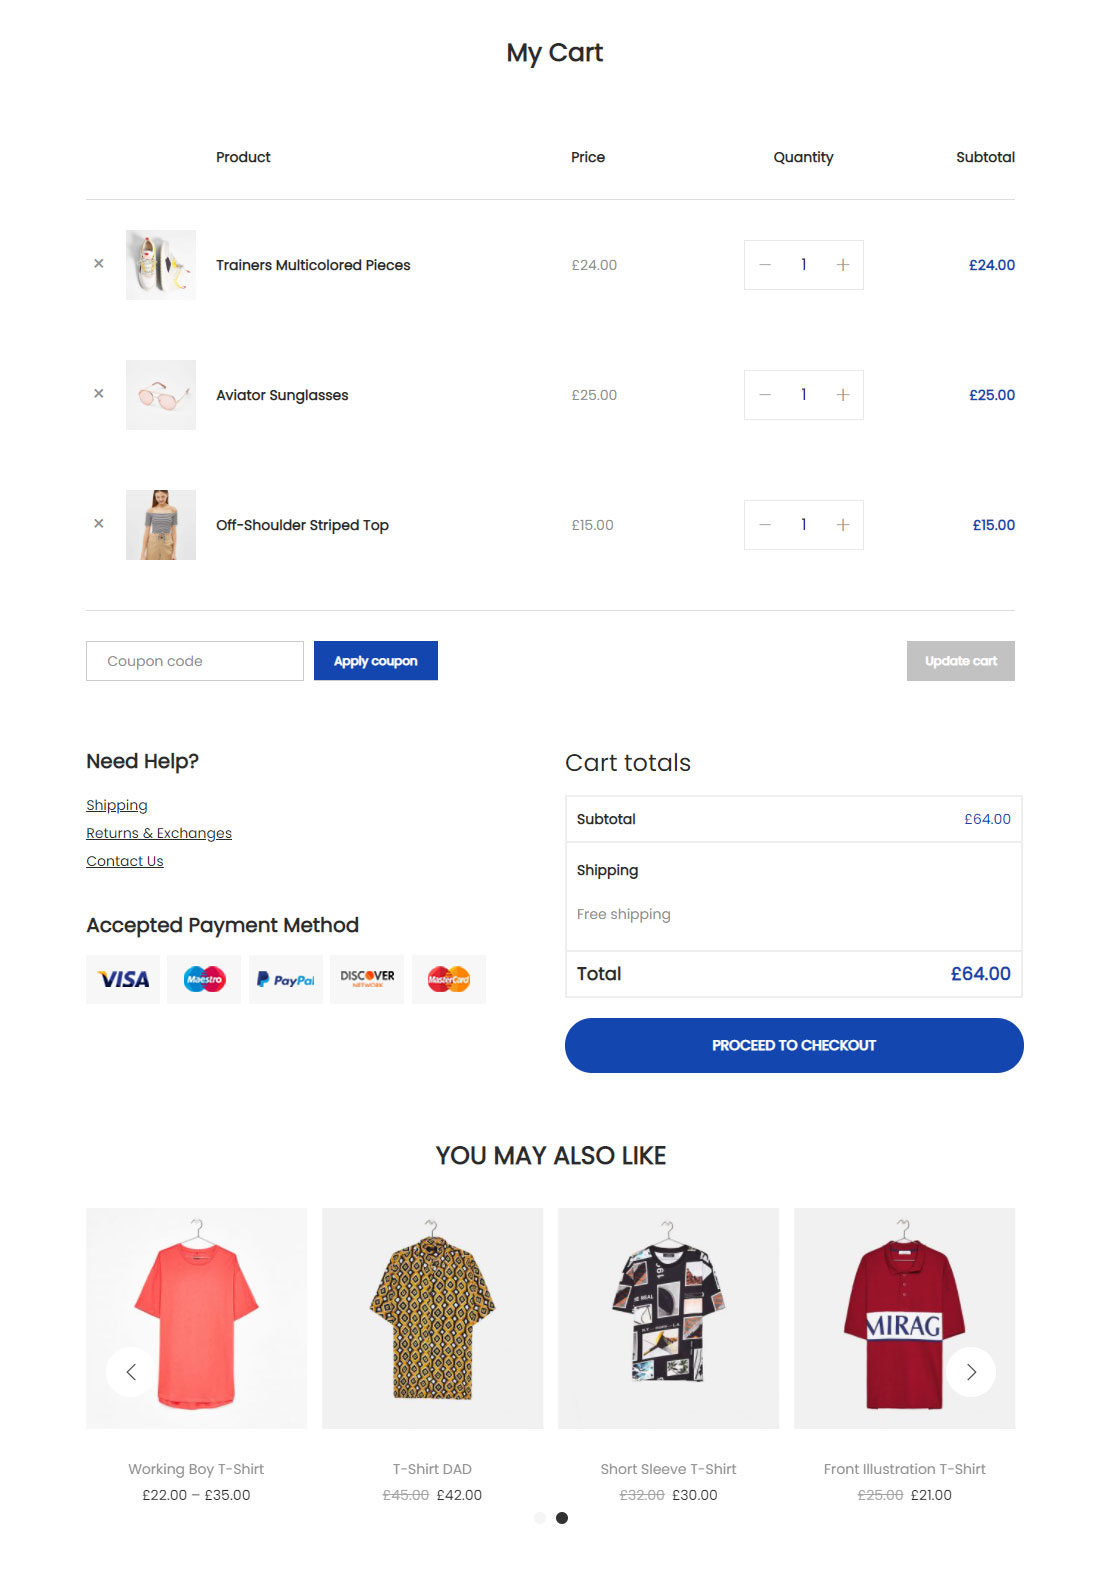 My Cart
Product Price Quantity Subtotal
× Trainers Multicolored Pieces £24.00 − 1 + £24.00
× Aviator Sunglasses £25.00 − 1 + £25.00
× Off-Shoulder Striped Top £15.00 − 1 + £15.00
Coupon code Apply coupon Update cart
Need Help?
Shipping
Returns & Exchanges
Contact Us
Accepted Payment Method
VISA Maestro PayPal DISCOVER NETWORK MasterCard
Cart totals
Subtotal £64.00
Shipping
Free shipping
Total £64.00
PROCEED TO CHECKOUT
YOU MAY ALSO LIKE
MIRAG
Working Boy T-Shirt
£22.00 – £35.00
T-Shirt DAD
£45.00 £42.00
Short Sleeve T-Shirt
£32.00 £30.00
Front Illustration T-Shirt
£25.00 £21.00